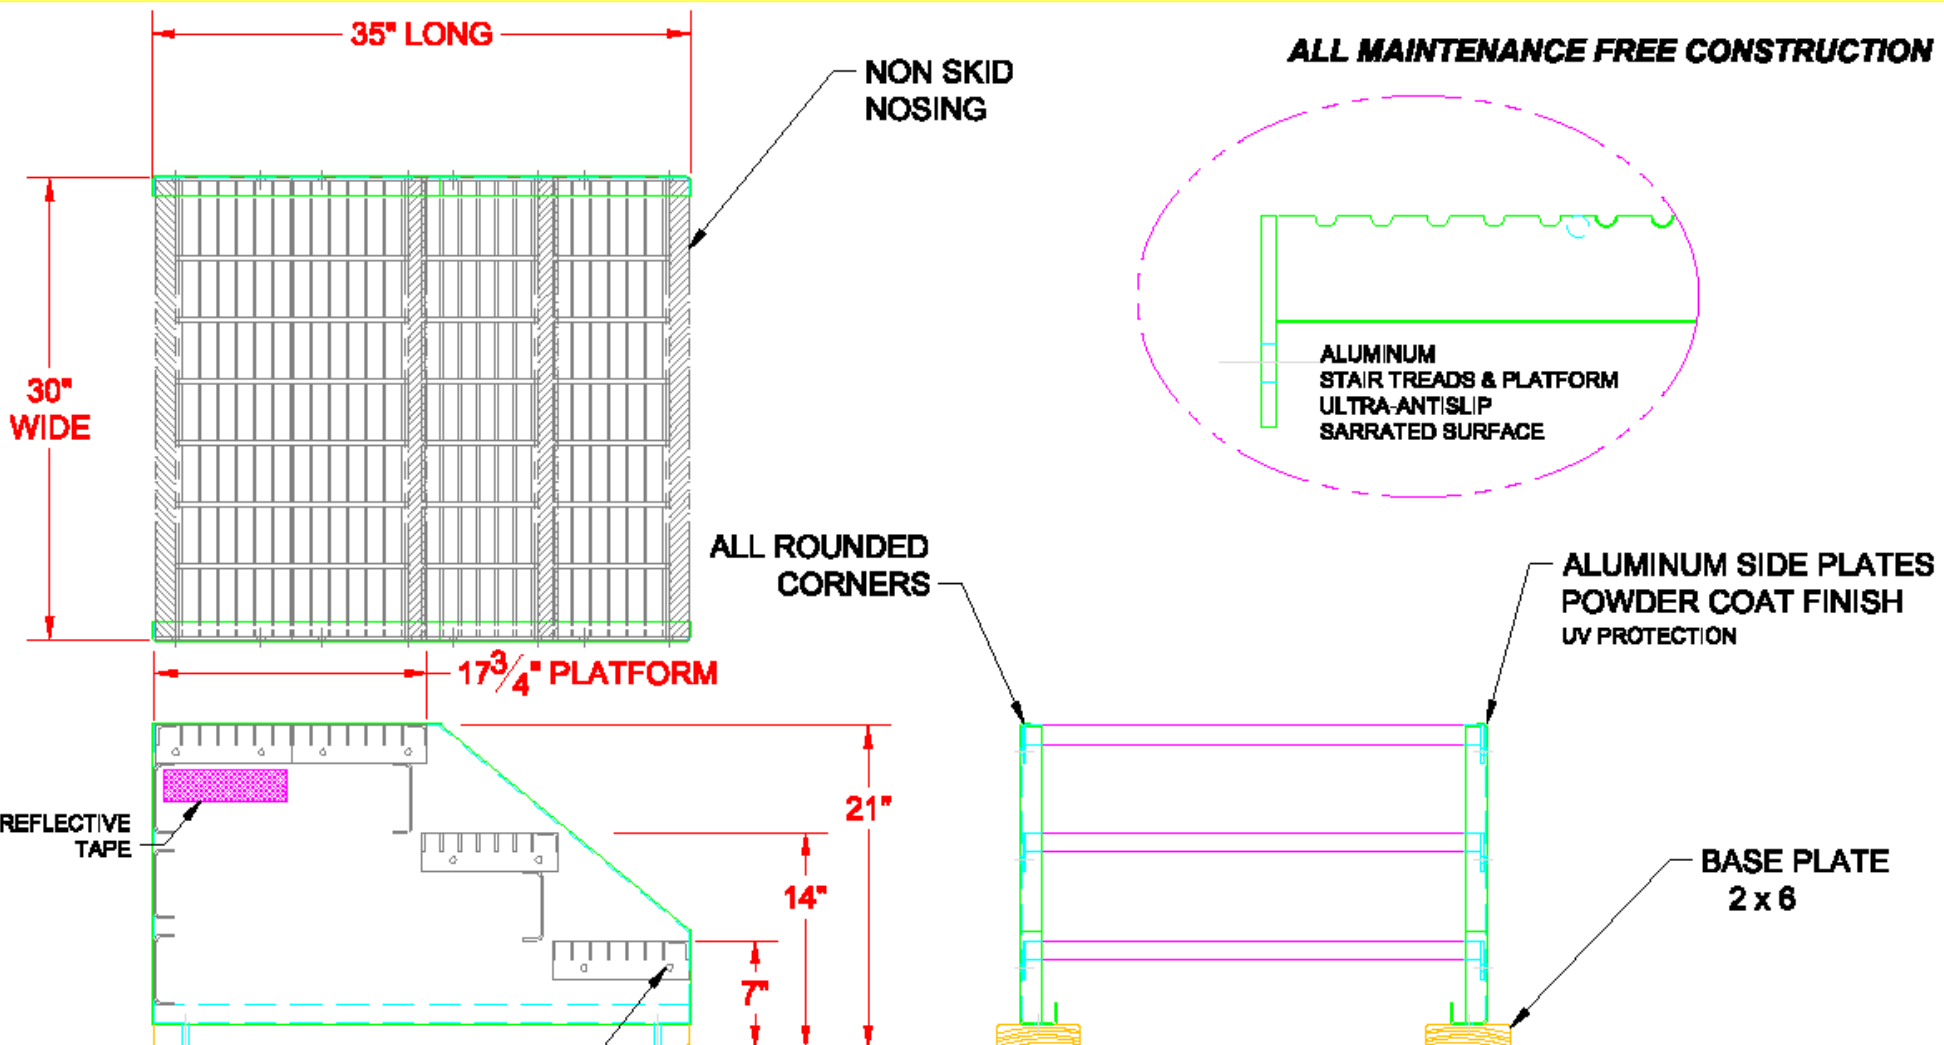 35" LONG
NON SKID
NOSING
ALL MAINTENANCE FREE CONSTRUCTION
30"
WIDE
ALUMINUM
STAIR TREADS & PLATFORM
ULTRA-ANTISLIP
SARRATED SURFACE
ALL ROUNDED
CORNERS
ALUMINUM SIDE PLATES
POWDER COAT FINISH
UV PROTECTION
17 3/4" PLATFORM
REFLECTIVE
TAPE
21"
14"
7"
BASE PLATE
2 x 6